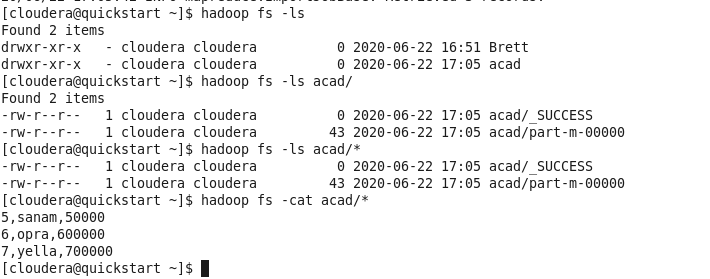 [cloudera@quickstart ~]$ hadoop fs -ls
Found 2 items
drwxr-xr-x   - cloudera cloudera          0 2020-06-22 16:51 Brett
drwxr-xr-x   - cloudera cloudera          0 2020-06-22 17:05 acad
[cloudera@quickstart ~]$ hadoop fs -ls acad/
Found 2 items
-rw-r--r--   1 cloudera cloudera          0 2020-06-22 17:05 acad/_SUCCESS
-rw-r--r--   1 cloudera cloudera         43 2020-06-22 17:05 acad/part-m-00000
[cloudera@quickstart ~]$ hadoop fs -ls acad/*
-rw-r--r--   1 cloudera cloudera          0 2020-06-22 17:05 acad/_SUCCESS
-rw-r--r--   1 cloudera cloudera         43 2020-06-22 17:05 acad/part-m-00000
[cloudera@quickstart ~]$ hadoop fs -cat acad/*
5,sanam,50000
6,opra,600000
7,yella,700000
[cloudera@quickstart ~]$